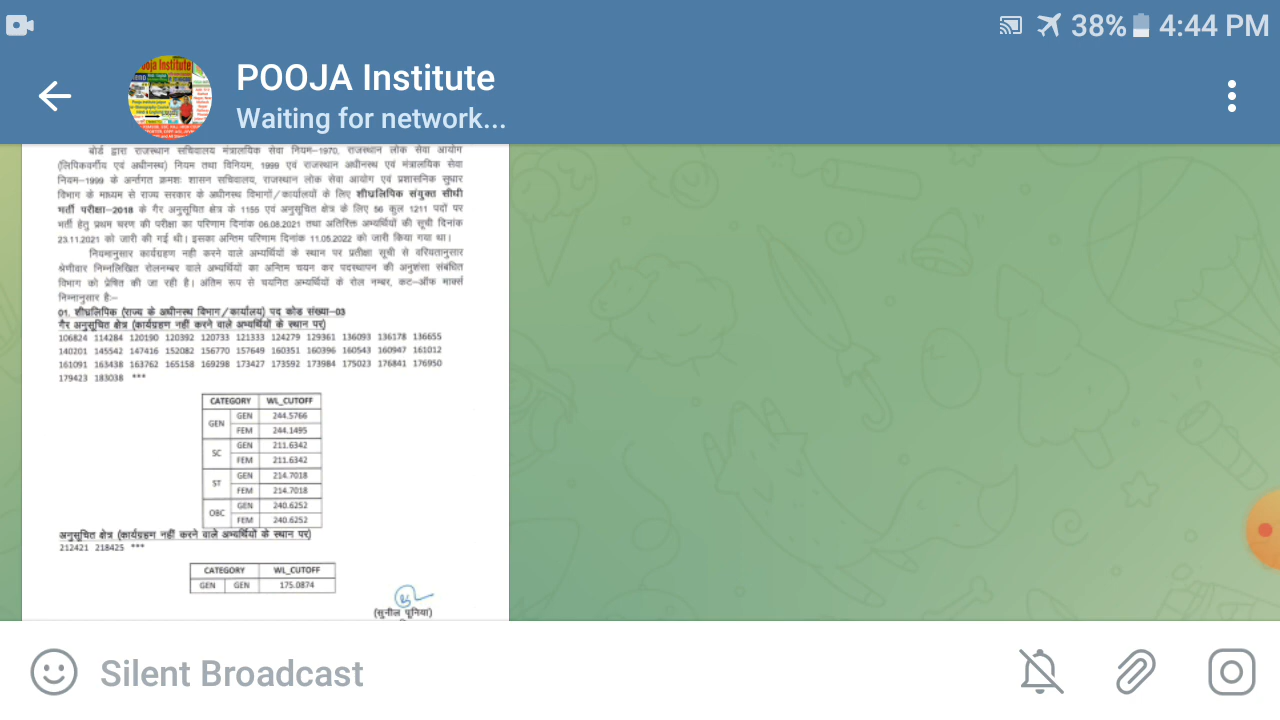 38% 4:44 PM
POOJA Institute
Waiting for network...
बोर्ड द्वारा राजस्थान सचिवालय मंत्रालयिक सेवा नियम–1970, राजस्थान लोक सेवा आयोग
(लिपिकवर्गीय एवं अधीनस्थ) नियम तथा विनियम, 1999 एवं राजस्थान अधीनस्थ एवं मंत्रालयिक सेवा
नियम–1999 के अर्न्तगत क्रमशः शासन सचिवालय, राजस्थान लोक सेवा आयोग एवं प्रशासनिक सुधार
विभाग के माध्यम से राज्य सरकार के अधीनस्थ विभागों/कार्यालयों के लिए शीघ्रलिपिक संयुक्त सीधी
भर्ती परीक्षा–2018 के गैर अनुसूचित क्षेत्र के 1155 एवं अनुसूचित क्षेत्र के लिए 56 कुल 1211 पदों पर
भर्ती हेतु प्रथम चरण की परीक्षा का परिणाम दिनांक 06.08.2021 तथा अतिरिक्त अभ्यर्थियों की सूची दिनांक
23.11.2021 को जारी की गई थी। इसका अन्तिम परिणाम दिनांक 11.05.2022 को जारी किया गया था।
नियमानुसार कार्यग्रहण नही करने वाले अभ्यर्थियों के स्थान पर प्रतीक्षा सूची से वरियतानुसार
श्रेणीवार निम्नलिखित रोलनम्बर वाले अभ्यर्थियों का अन्तिम चयन कर पदस्थापन की अनुशंसा संबंधित
विभाग को प्रेषित की जा रही है। अंतिम रूप से चयनित अभ्यर्थियों के रोल नम्बर, कट–ऑफ मार्क्स
निम्नानुसार है:–
01. शीघ्रलिपिक (राज्य के अधीनस्थ विभाग/कार्यालय) पद कोड संख्या–03
गैर अनुसूचित क्षेत्र (कार्यग्रहण नहीं करने वाले अभ्यर्थियों के स्थान पर)
106824 114284 120190 120392 120733 121333 124279 129361 136093 136178 136655
140201 145542 147416 152082 156770 157649 160351 160396 160543 160947 161012
161091 163438 163762 165158 169298 173427 173592 173984 175023 176841 176950
179423 183038 ***
CATEGORY WL_CUTOFF
GEN GEN 244.5766
FEM 244.1495
SC GEN 211.6342
FEM 211.6342
ST GEN 214.7018
FEM 214.7018
OBC GEN 240.6252
FEM 240.6252
अनुसूचित क्षेत्र (कार्यग्रहण नहीं करने वाले अभ्यर्थियों के स्थान पर)
212421 218425 ***
CATEGORY WL_CUTOFF
GEN GEN 175.0874
(सुनील पूनिया)
Silent Broadcast